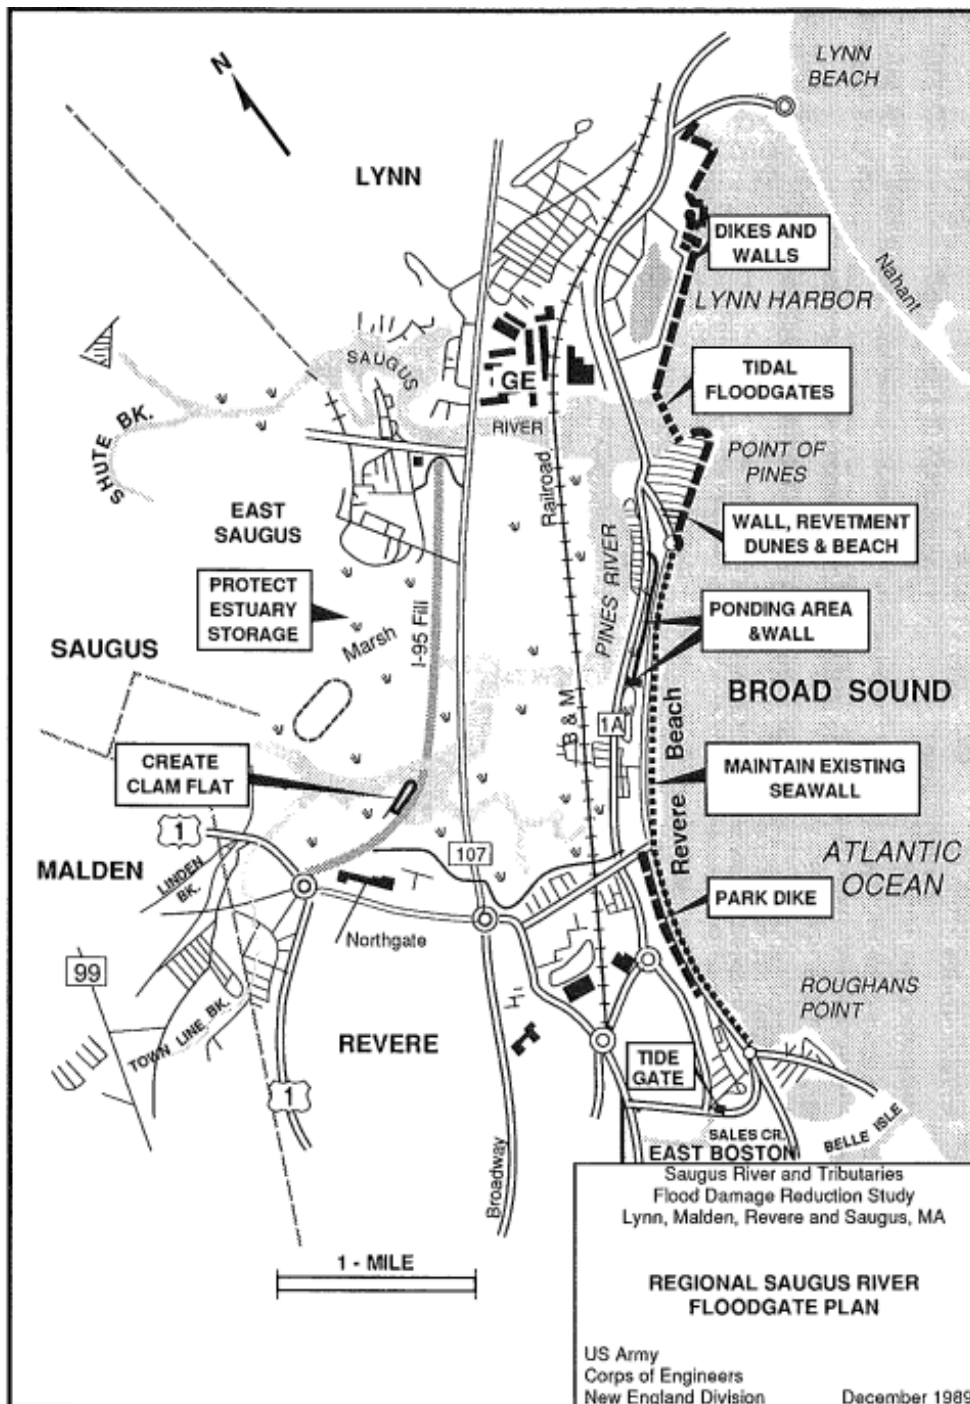 LYNN
BEACH
N
LYNN
DIKES AND
WALLS
Nahant
LYNN HARBOR
SAUGUS
TIDAL
FLOODGATES
GE
RIVER
SHUTE BK.
POINT OF
PINES
Railroad
EAST
SAUGUS
WALL, REVETMENT
DUNES & BEACH
PINES RIVER
PROTECT
ESTUARY
STORAGE
I-95 Fill
Marsh
PONDING AREA
&WALL
SAUGUS
BROAD SOUND
B & M
1A
Revere Beach
CREATE
CLAM FLAT
MAINTAIN EXISTING
SEAWALL
1
107
ATLANTIC
OCEAN
MALDEN
LINDEN
BK.
PARK DIKE
Northgate
99
ROUGHANS
POINT
TOWN LINE BK.
REVERE
TIDE
GATE
1
SALES CR.
BELLE ISLE
EAST BOSTON
Broadway
Saugus River and Tributaries
Flood Damage Reduction Study
Lynn, Malden, Revere and Saugus, MA
1 - MILE
REGIONAL SAUGUS RIVER
FLOODGATE PLAN
US Army
Corps of Engineers
New England Division December 1989